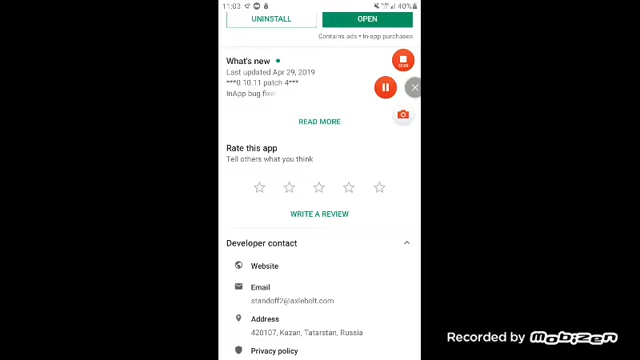 11:03
40%
UNINSTALL
OPEN
Contains ads • In-app purchases
What's new
Last updated Apr 29, 2019
***0.10.11 patch 4***
InApp bug fixes
READ MORE
Rate this app
Tell others what you think
WRITE A REVIEW
Developer contact
Website
Email
standoff2@axlebolt.com
Address
420107, Kazan, Tatarstan, Russia
Privacy policy
Recorded by mobizen